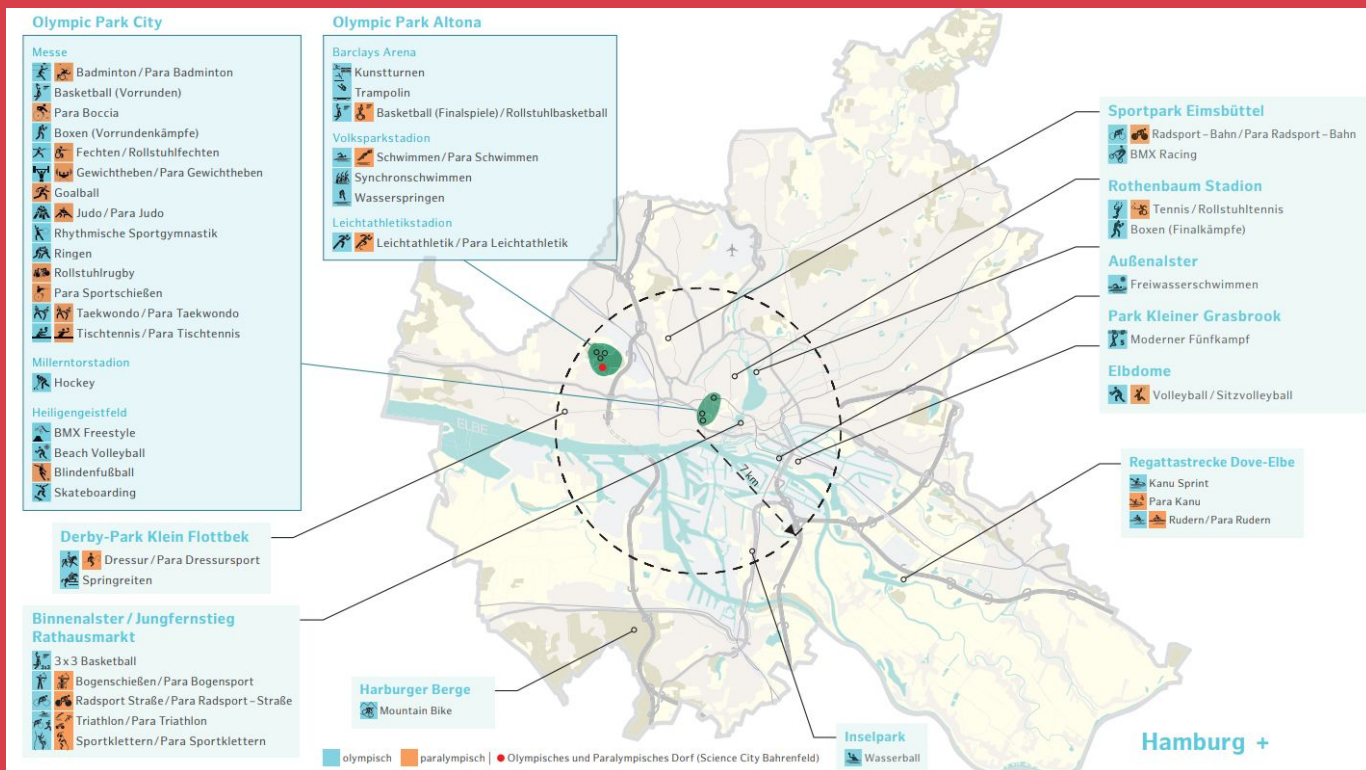 Olympic Park City
Messe
Badminton / Para Badminton
Basketball (Vorrunden)
Para Boccia
Boxen (Vorrundenkämpfe)
Fechten / Rollstuhlfechten
Gewichtheben / Para Gewichtheben
Goalball
Judo / Para Judo
Rhythmische Sportgymnastik
Ringen
Rollstuhlrugby
Para Sportschießen
Taekwondo / Para Taekwondo
Tischtennis / Para Tischtennis
Millerntorstadion
Hockey
Heiligengeistfeld
BMX Freestyle
Beach Volleyball
Blindenfußball
Skateboarding
Olympic Park Altona
Barclays Arena
Kunstturnen
Trampolin
Basketball (Finalspiele) / Rollstuhlbasketball
Volksparkstadion
Schwimmen / Para Schwimmen
Synchronschwimmen
Wasserspringen
Leichtathletikstadion
Leichtathletik / Para Leichtathletik
Sportpark Eimsbüttel
Radsport – Bahn / Para Radsport – Bahn
BMX Racing
Rothenbaum Stadion
Tennis / Rollstuhltennis
Boxen (Finalkämpfe)
Außenalster
Freiwasserschwimmen
Park Kleiner Grasbrook
5
Moderner Fünfkampf
Elbdome
Volleyball / Sitzvolleyball
ELBE
7 km
Regattastrecke Dove-Elbe
Kanu Sprint
Para Kanu
Rudern / Para Rudern
Derby-Park Klein Flottbek
Dressur / Para Dressursport
Springreiten
Binnenalster / Jungfernstieg
Rathausmarkt
3x3
3 x 3 Basketball
Bogenschießen / Para Bogensport
Radsport Straße / Para Radsport – Straße
Triathlon / Para Triathlon
Sportklettern / Para Sportklettern
Harburger Berge
Mountain Bike
Inselpark
Wasserball
olympisch paralympisch | Olympisches und Paralympisches Dorf (Science City Bahrenfeld)
Hamburg +